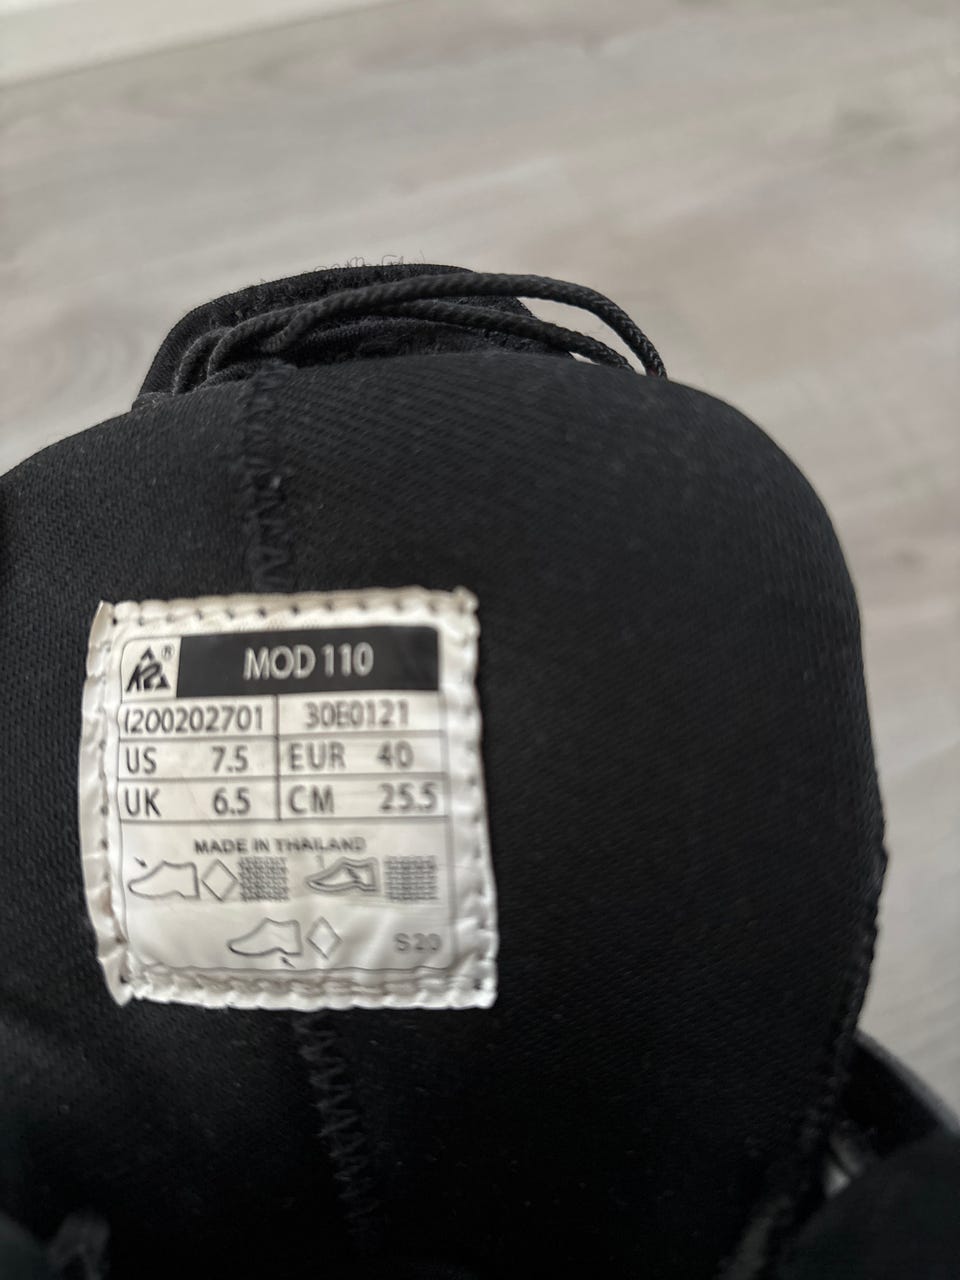 K2® MOD 110
I200202701 30E0121
US 7.5 EUR 40
UK 6.5 CM 25.5
MADE IN THAILAND
S20